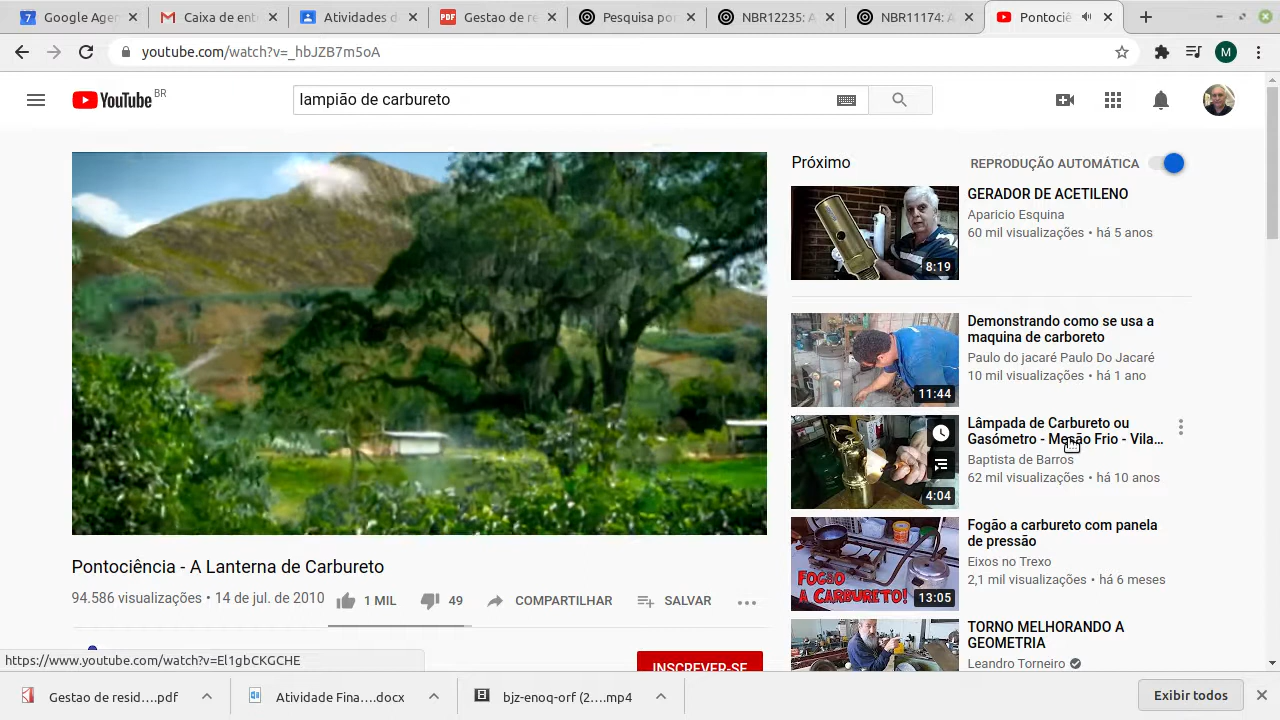 Google Agen
Caixa de ent
Atividades d
PDF
Gestao de re
Pesquisa po
NBR12235: A
NBR11174: A
Pontociê
youtube.com/watch?v=_hbJZB7m5oA
M
YouTube BR
lampião de carbureto
Próximo
REPRODUÇÃO AUTOMÁTICA
GERADOR DE ACETILENO
Aparicio Esquina
60 mil visualizações • há 5 anos
8:19
Demonstrando como se usa a
maquina de carboreto
Paulo do jacaré Paulo Do Jacaré
10 mil visualizações • há 1 ano
11:44
Lâmpada de Carbureto ou
Gasómetro - Mesão Frio - Vila...
Baptista de Barros
62 mil visualizações • há 10 anos
4:04
Fogão a carbureto com panela
de pressão
Eixos no Trexo
2,1 mil visualizações • há 6 meses
FOGÃO
A CARBURETO!
13:05
TORNO MELHORANDO A
GEOMETRIA
Leandro Torneiro
Pontociência - A Lanterna de Carbureto
94.586 visualizações • 14 de jul. de 2010
1 MIL
49
COMPARTILHAR
SALVAR
INSCREVER-SE
https://www.youtube.com/watch?v=El1gbCKGCHE
Gestao de resid....pdf
Atividade Fina....docx
bjz-enoq-orf (2....mp4
Exibir todos